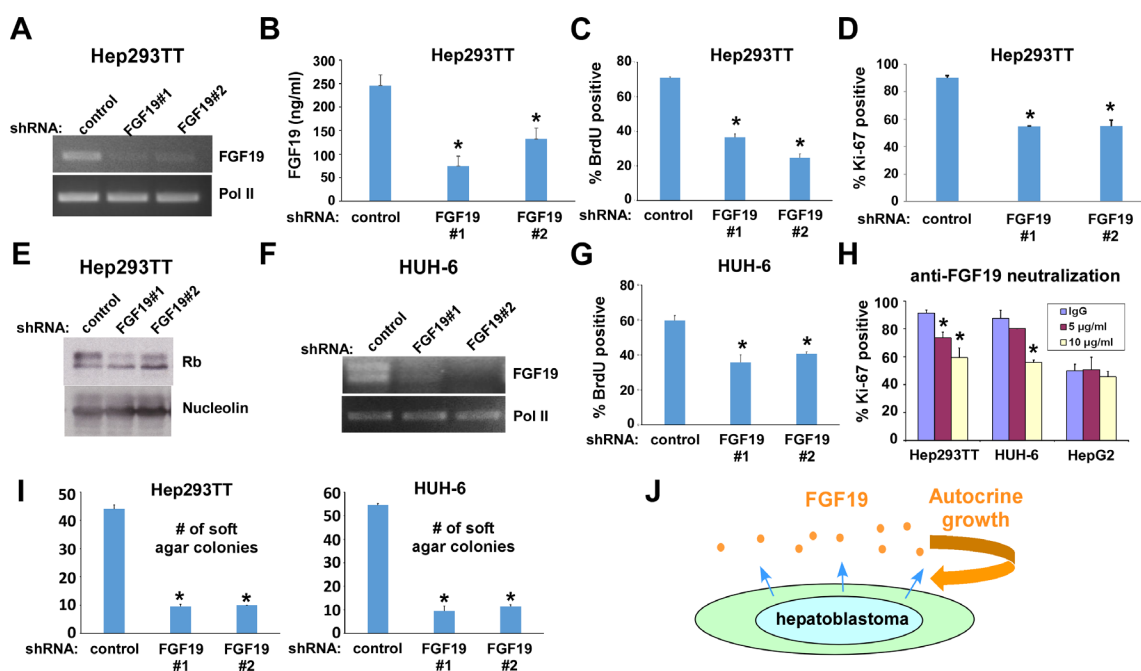 A
Hep293TT
shRNA: control FGF19#1 FGF19#2
FGF19
Pol II
B
Hep293TT
FGF19 (ng/ml)
300
250
200
150
100
50
0
*
*
shRNA: control FGF19 FGF19
#1 #2
C
Hep293TT
% BrdU positive
80
60
40
20
0
*
*
shRNA: control FGF19 FGF19
#1 #2
D
Hep293TT
% Ki-67 positive
100
80
60
40
20
0
*
*
shRNA: control FGF19 FGF19
#1 #2
E
Hep293TT
shRNA: control FGF19#1 FGF19#2
Rb
Nucleolin
F
HUH-6
shRNA: control FGF19#1 FGF19#2
FGF19
Pol II
G
HUH-6
% BrdU positive
80
60
40
20
0
*
*
shRNA: control FGF19 FGF19
#1 #2
H
anti-FGF19 neutralization
% Ki-67 positive
100
80
60
40
20
0
IgG
5 µg/ml
10 µg/ml
*
*
*
Hep293TT HUH-6 HepG2
I
Hep293TT
# of soft
agar colonies
50
40
30
20
10
0
*
*
shRNA: control FGF19 FGF19
#1 #2
HUH-6
# of soft
agar colonies
60
50
40
30
20
10
0
*
*
shRNA: control FGF19 FGF19
#1 #2
J
FGF19
Autocrine
growth
hepatoblastoma